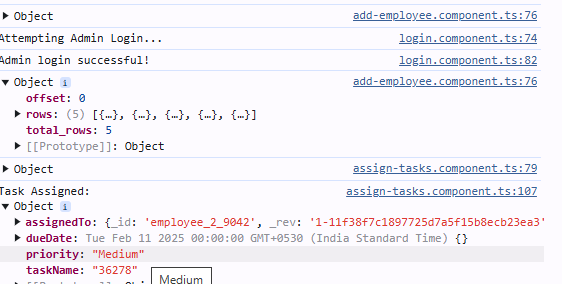 ▶ Object add-employee.component.ts:76
Attempting Admin Login... login.component.ts:74
Admin login successful! login.component.ts:82
▼ Object i add-employee.component.ts:76
offset: 0
▶ rows: (5) [{…}, {…}, {…}, {…}, {…}]
total_rows: 5
▶ [[Prototype]]: Object
▶ Object assign-tasks.component.ts:79
Task Assigned: assign-tasks.component.ts:107
▼ Object i
▶ assignedTo: {_id: 'employee_2_9042', _rev: '1-11f38f7c1897725d7a5f15b8ecb23ea3'
▶ dueDate: Tue Feb 11 2025 00:00:00 GMT+0530 (India Standard Time) {}
priority: "Medium"
taskName: "36278"
Medium